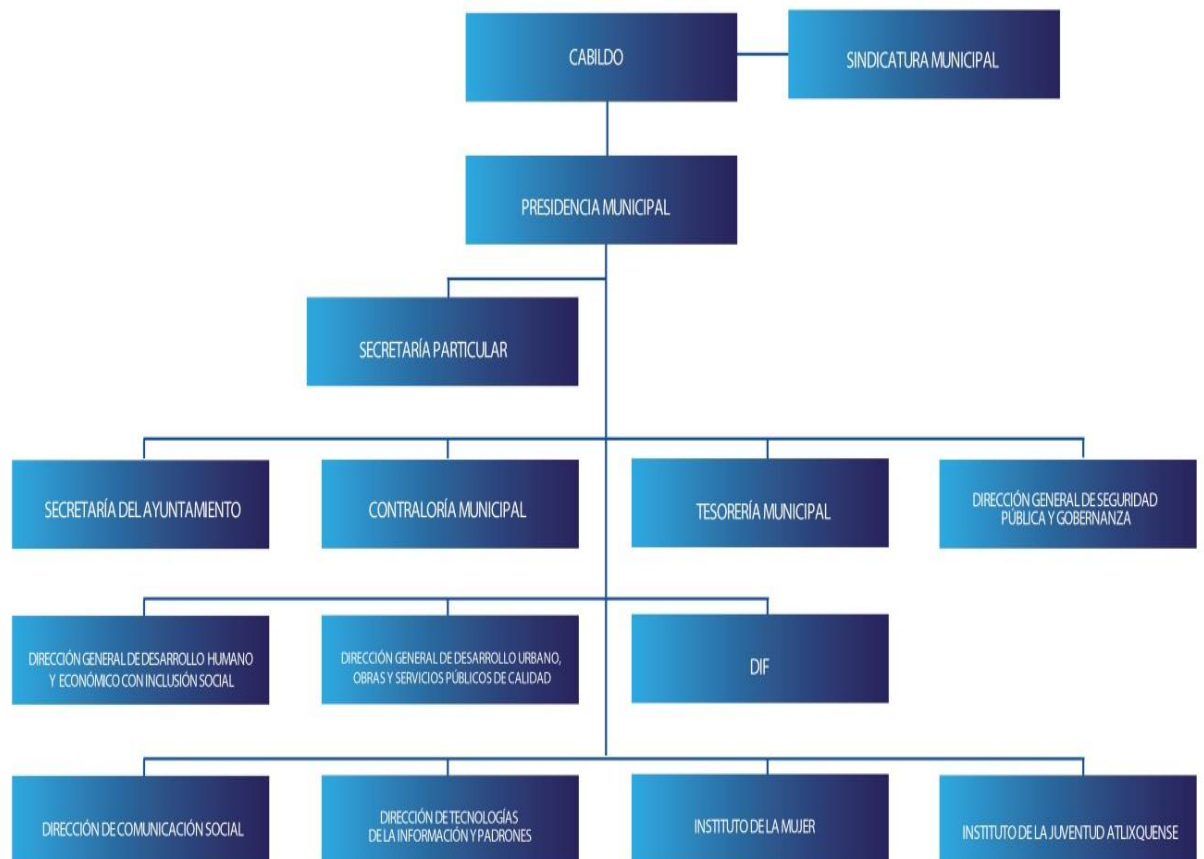 CABILDO
SINDICATURA MUNICIPAL
PRESIDENCIA MUNICIPAL
SECRETARÍA PARTICULAR
SECRETARÍA DEL AYUNTAMIENTO
CONTRALORÍA MUNICIPAL
TESORERÍA MUNICIPAL
DIRECCIÓN GENERAL DE SEGURIDAD
PÚBLICA Y GOBERNANZA
DIRECCIÓN GENERAL DE DESARROLLO HUMANO
Y ECONÓMICO CON INCLUSIÓN SOCIAL
DIRECCIÓN GENERAL DE DESARROLLO URBANO,
OBRAS Y SERVICIOS PÚBLICOS DE CALIDAD
DIF
DIRECCIÓN DE COMUNICACIÓN SOCIAL
DIRECCIÓN DE TECNOLOGÍAS
DE LA INFORMACIÓN Y PADRONES
INSTITUTO DE LA MUJER
INSTITUTO DE LA JUVENTUD ATLIXQUENSE